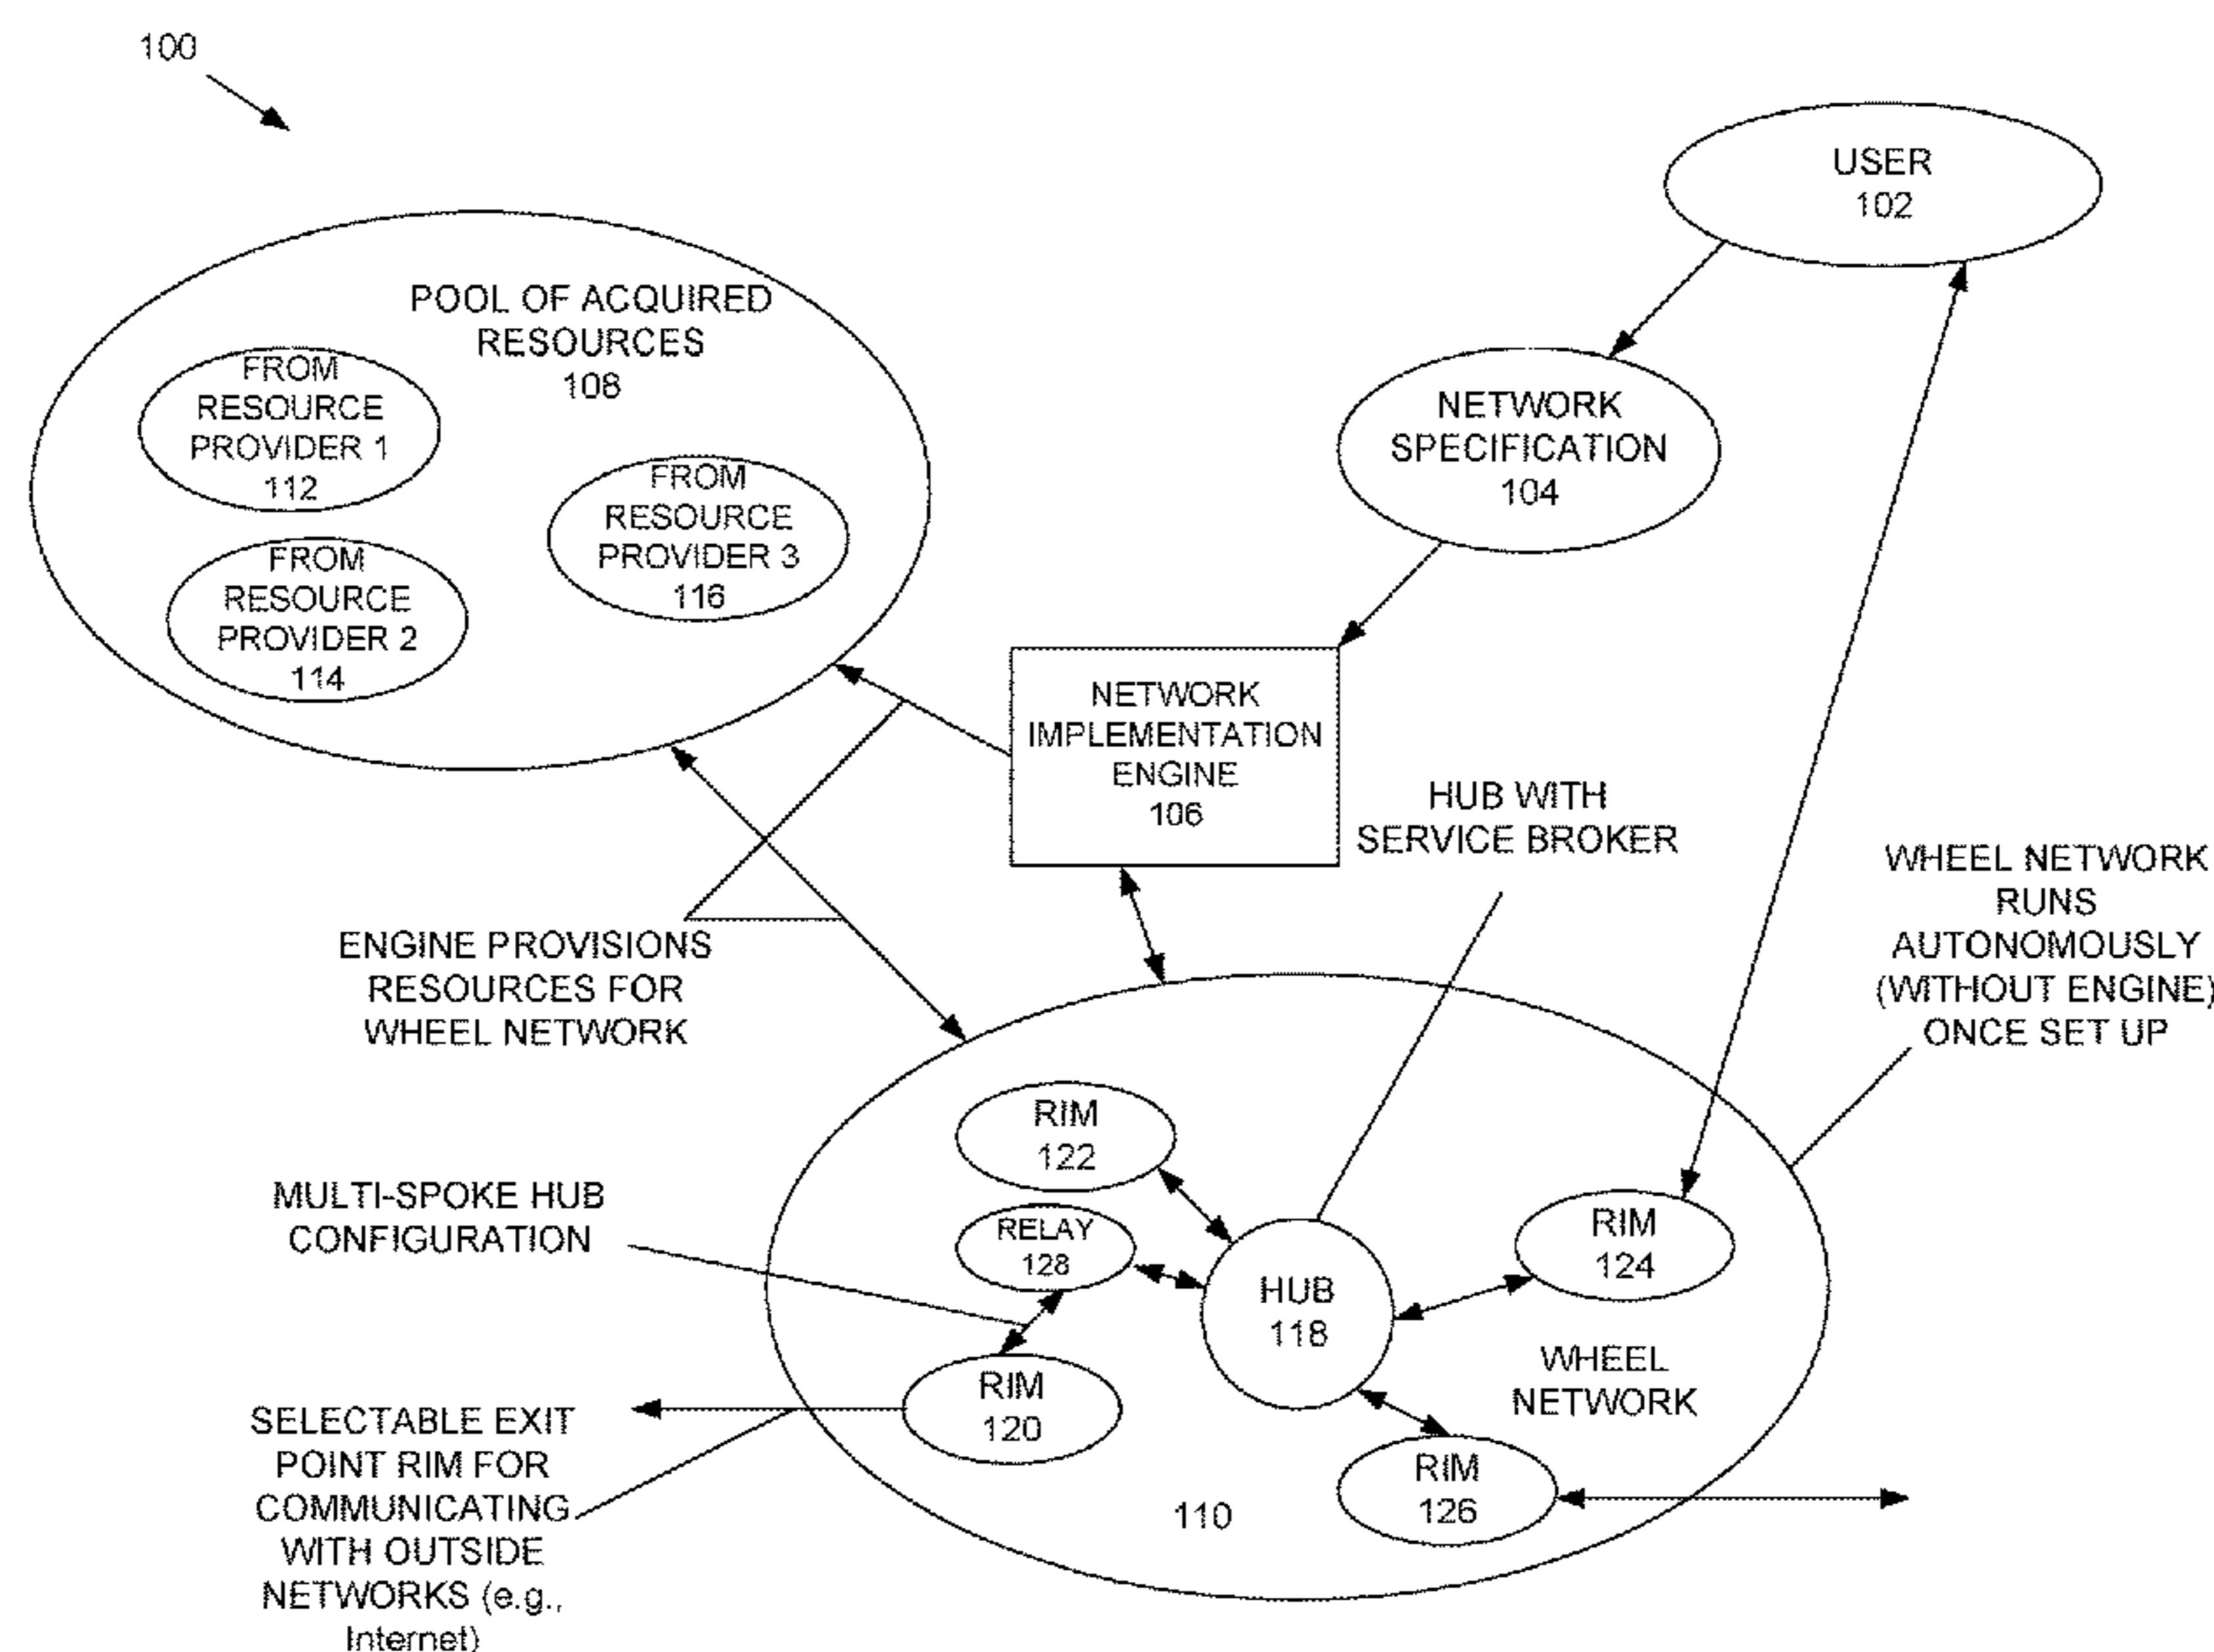 100
USER
102
POOL OF ACQUIRED
RESOURCES
108
FROM
RESOURCE
PROVIDER 1
112
FROM
RESOURCE
PROVIDER 3
116
FROM
RESOURCE
PROVIDER 2
114
NETWORK
SPECIFICATION
104
NETWORK
IMPLEMENTATION
ENGINE
106
HUB WITH
SERVICE BROKER
WHEEL NETWORK
RUNS
AUTONOMOUSLY
(WITHOUT ENGINE)
ONCE SET UP
ENGINE PROVISIONS
RESOURCES FOR
WHEEL NETWORK
RIM
122
MULTI-SPOKE HUB
CONFIGURATION
RELAY
128
HUB
118
RIM
124
WHEEL
NETWORK
RIM
120
RIM
126
110
SELECTABLE EXIT
POINT RIM FOR
COMMUNICATING
WITH OUTSIDE
NETWORKS (e.g.,
Internet)